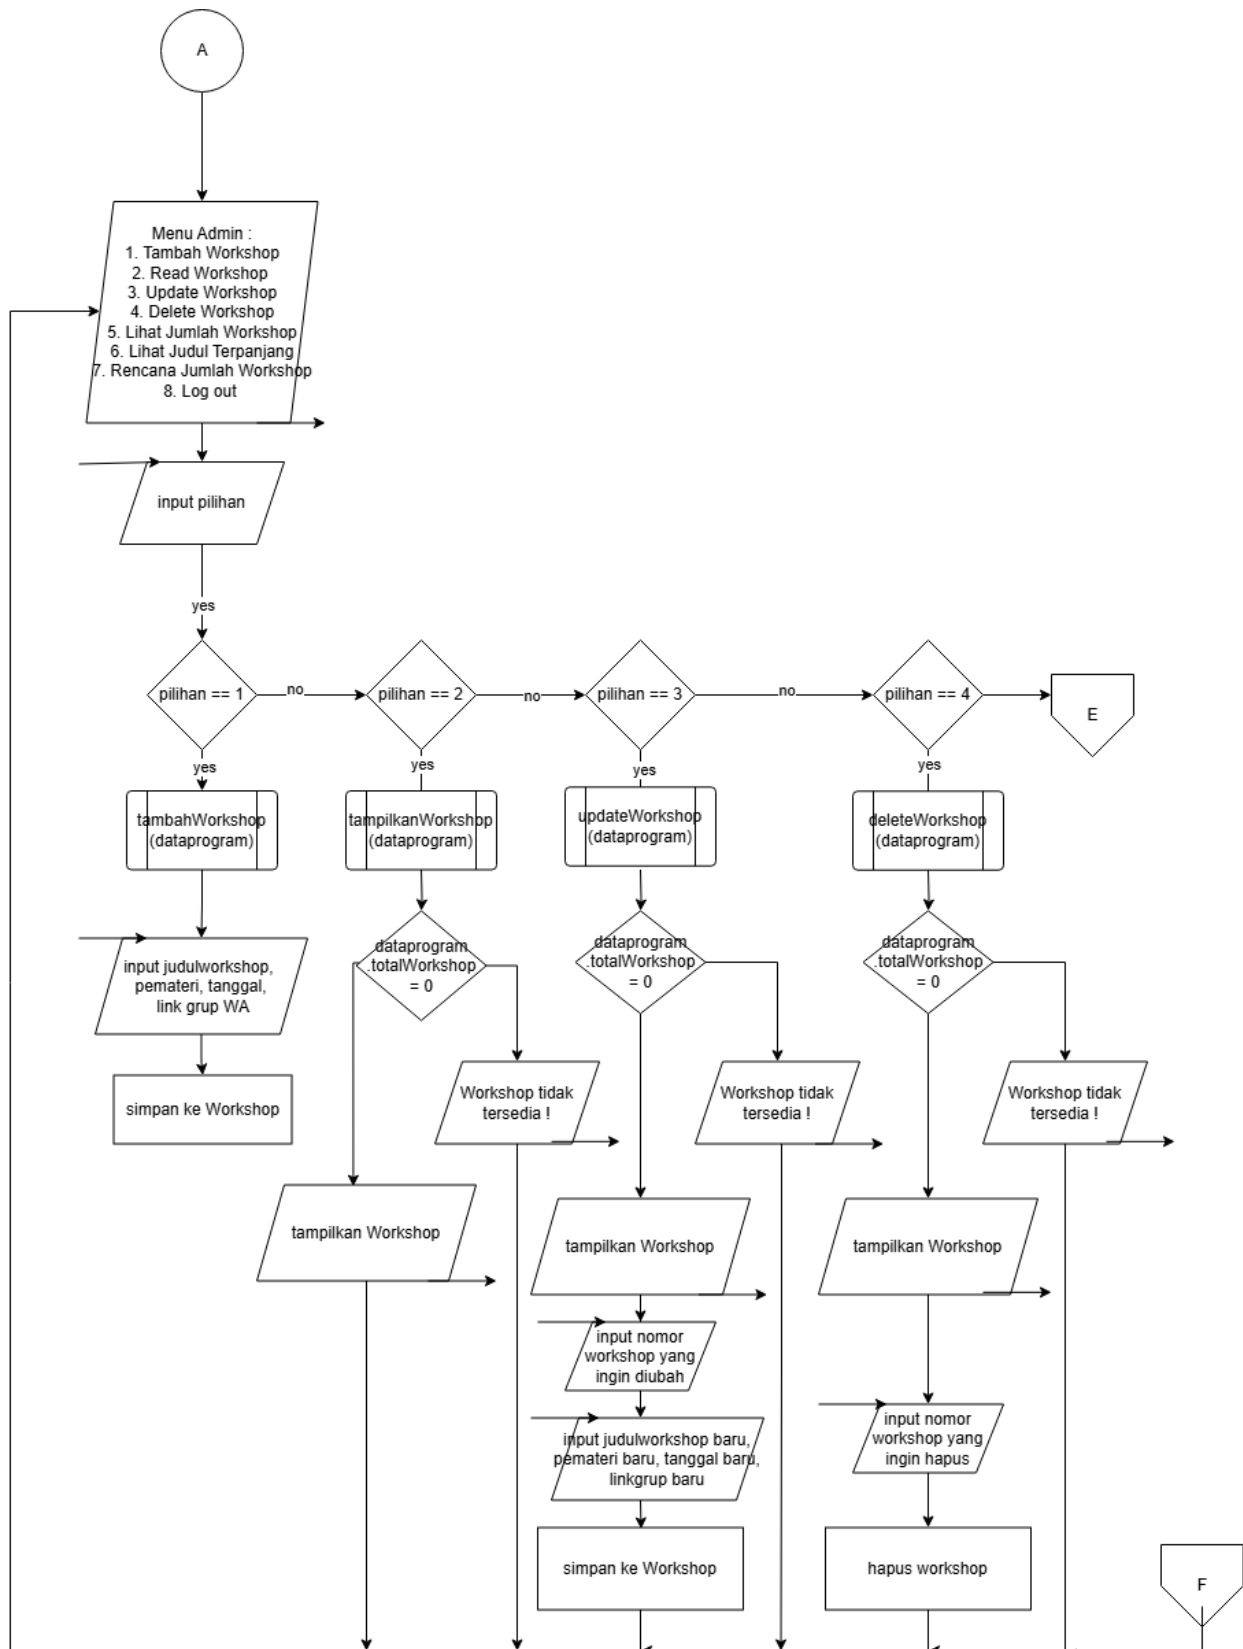 A
Menu Admin :
1. Tambah Workshop
2. Read Workshop
3. Update Workshop
4. Delete Workshop
5. Lihat Jumlah Workshop
6. Lihat Judul Terpanjang
7. Rencana Jumlah Workshop
8. Log out
input pilihan
yes
pilihan == 1
no
pilihan == 2
no
pilihan == 3
no
pilihan == 4
E
yes
yes
yes
yes
tambahWorkshop
(dataprogram)
tampilkanWorkshop
(dataprogram)
updateWorkshop
(dataprogram)
deleteWorkshop
(dataprogram)
input judulworkshop,
pemateri, tanggal,
link grup WA
dataprogram
.totalWorkshop
= 0
dataprogram
.totalWorkshop
= 0
dataprogram
.totalWorkshop
= 0
simpan ke Workshop
Workshop tidak
tersedia !
Workshop tidak
tersedia !
Workshop tidak
tersedia !
tampilkan Workshop
tampilkan Workshop
tampilkan Workshop
input nomor
workshop yang
ingin diubah
input judulworkshop baru,
pemateri baru, tanggal baru,
linkgrup baru
input nomor
workshop yang
ingin hapus
simpan ke Workshop
hapus workshop
F